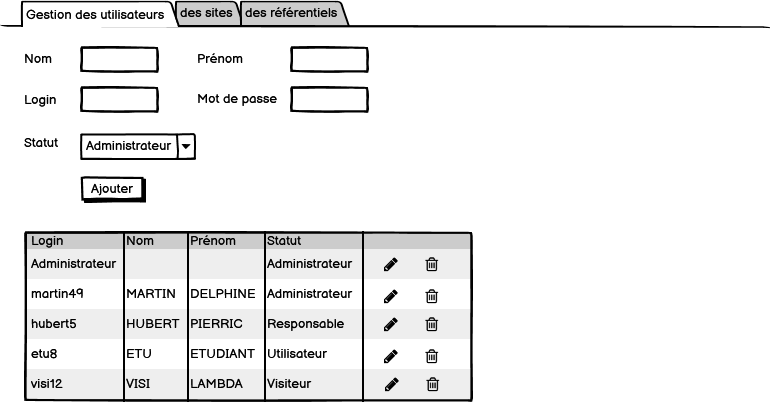 Gestion des utilisateurs des sites des référentiels
Nom Prénom
Login Mot de passe
Statut Administrateur
Ajouter
Login Nom Prénom Statut
Administrateur Administrateur
martin49 MARTIN DELPHINE Administrateur
hubert5 HUBERT PIERRIC Responsable
etu8 ETU ETUDIANT Utilisateur
visi12 VISI LAMBDA Visiteur